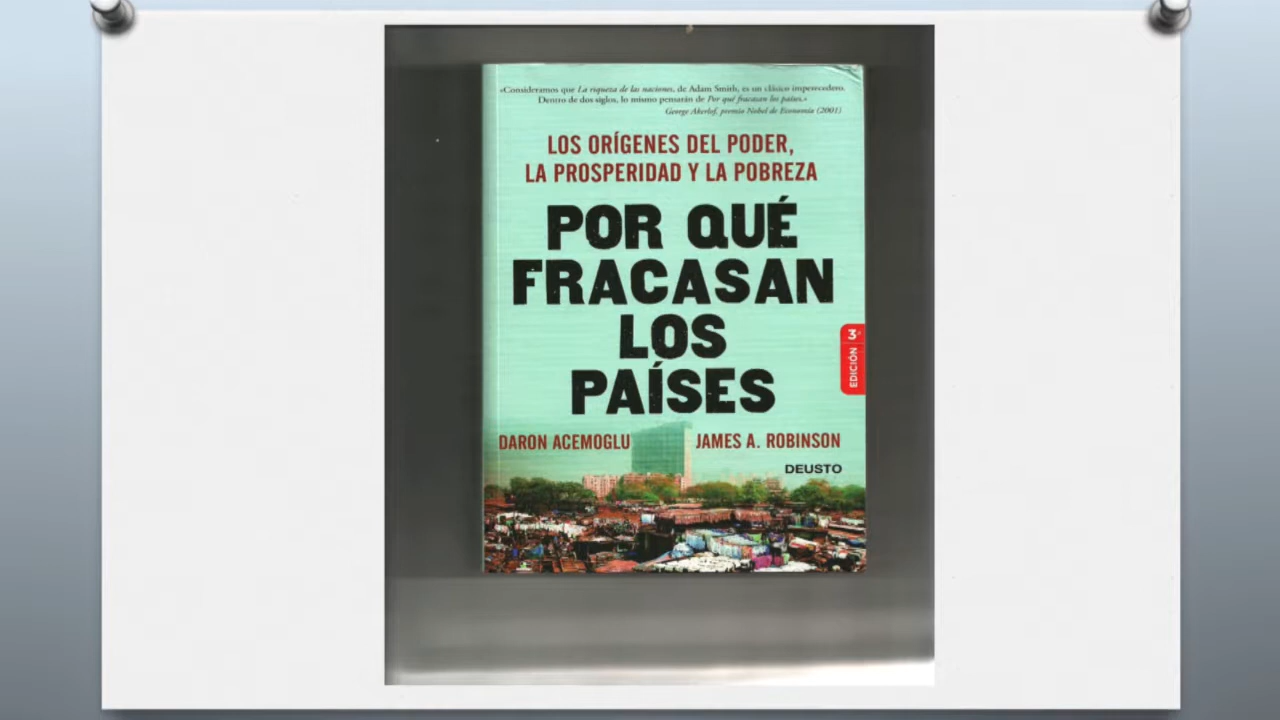 «Consideramos que La riqueza de las naciones, de Adam Smith, es un clásico imperecedero.
Dentro de dos siglos, lo mismo pensarán de Por qué fracasan los países.»
George Akerlof, premio Nobel de Economía (2001)
LOS ORÍGENES DEL PODER,
LA PROSPERIDAD Y LA POBREZA
POR QUÉ
FRACASAN
LOS
PAÍSES
3ª
EDICIÓN
DARON ACEMOGLU
JAMES A. ROBINSON
DEUSTO